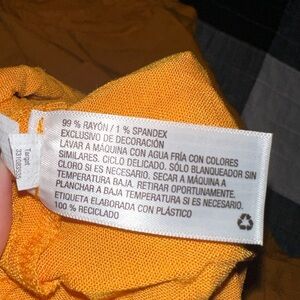 99 % RAYÓN / 1 % SPANDEX
EXCLUSIVO DE DECORACIÓN
LAVAR A MÁQUINA CON AGUA FRÍA CON COLORES
SIMILARES. CICLO DELICADO. SÓLO BLANQUEADOR SIN
CLORO SI ES NECESARIO. SECAR A MÁQUINA A
TEMPERATURA BAJA. RETIRAR OPORTUNAMENTE.
PLANCHAR A BAJA TEMPERATURA SI ES NECESARIO.
ETIQUETA ELABORADA CON PLÁSTICO
100 % RECICLADO
Target